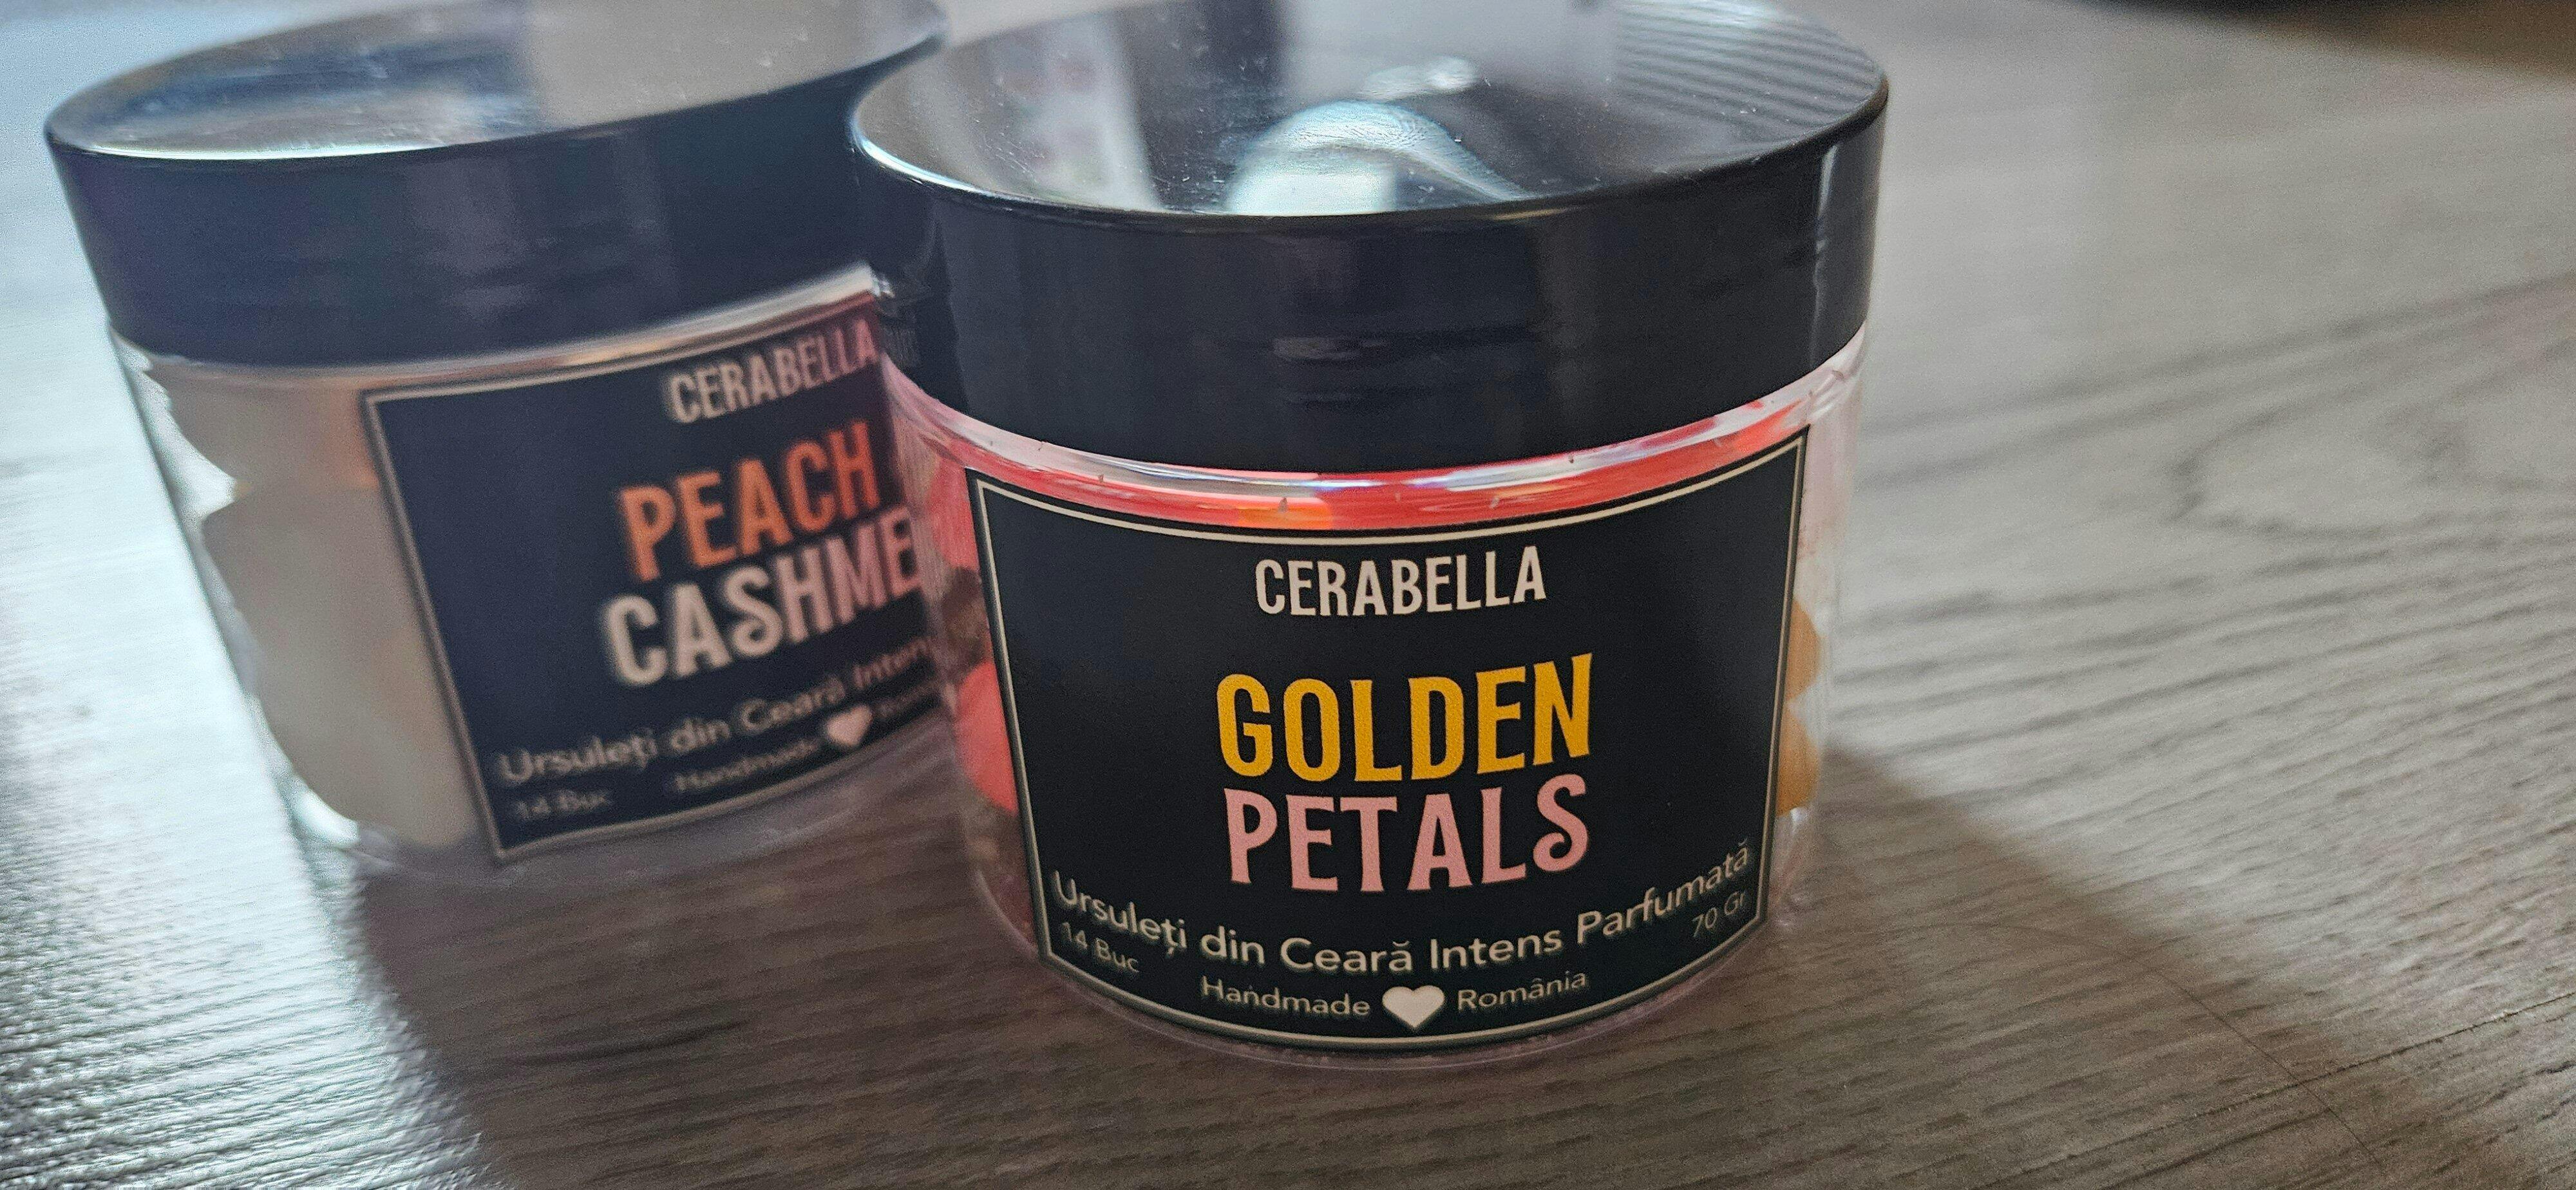 CERABELLA
PEACH
CASHME
Ursuleți din Ceară Inten
14 Buc
Handmade
CERABELLA
GOLDEN
PETALS
Ursuleți din Ceară Intens Parfumată
14 Buc
70 Gr
Handmade România